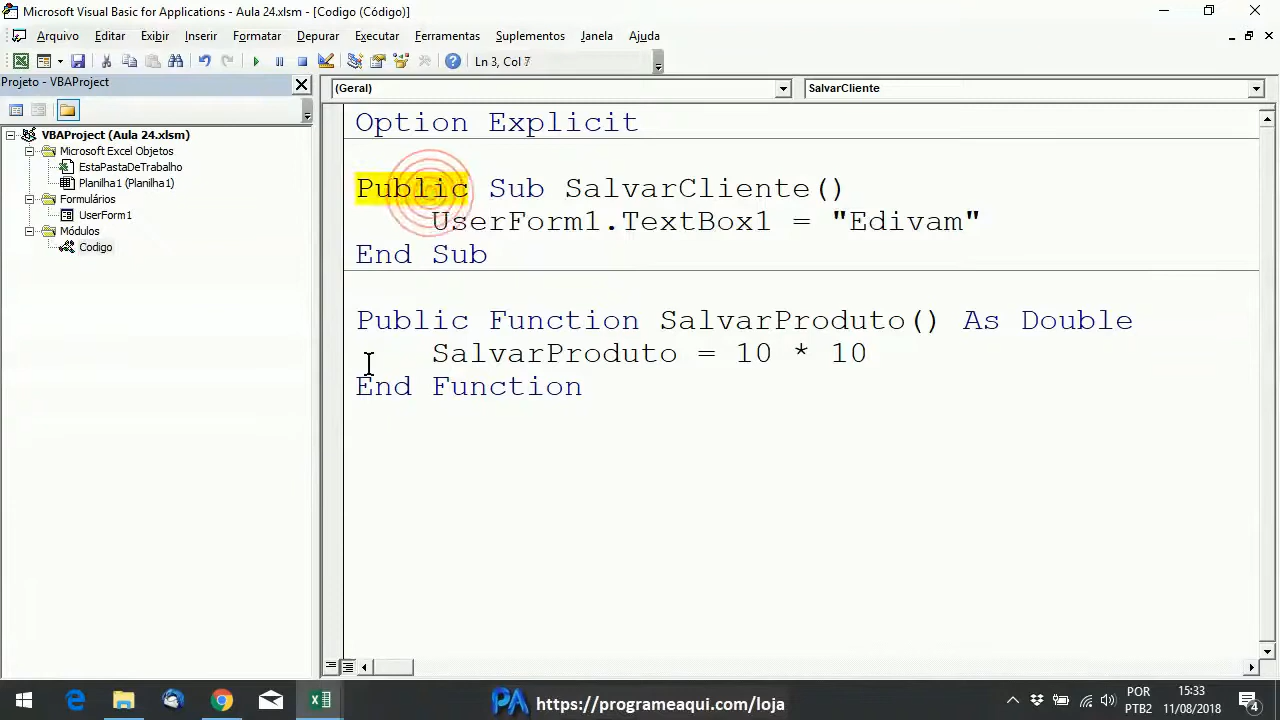 Microsoft Visual Basic for Applications - Aula 24.xlsm - [Codigo (Código)]
Arquivo Editar Exibir Inserir Formatar Depurar Executar Ferramentas Suplementos Janela Ajuda
Ln 3, Col 7
Projeto - VBAProject
(Geral)
SalvarCliente
VBAProject (Aula 24.xlsm)
Microsoft Excel Objetos
EstaPastaDeTrabalho
Planilha1 (Planilha1)
Formulários
UserForm1
Módulos
Codigo
Option Explicit
Public Sub SalvarCliente()
UserForm1.TextBox1 = "Edivam"
End Sub
Public Function SalvarProduto() As Double
SalvarProduto = 10 * 10
End Function
PA https://programeaqui.com/loja
POR
PTB2
15:33
11/08/2018
4